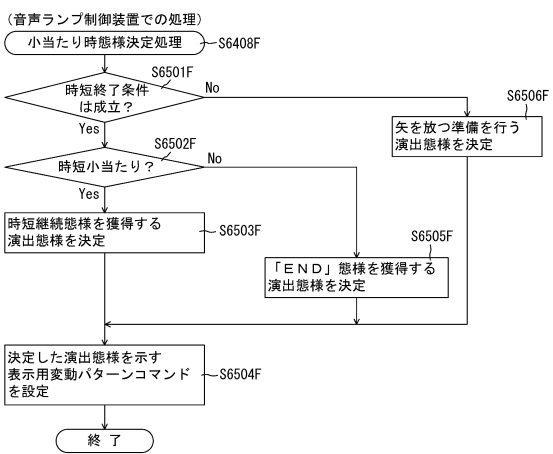 （音声ランプ制御装置での処理）
小当たり時態様決定処理
S6408F
S6501F
時短終了条件
は成立？
No
Yes
S6506F
矢を放つ準備を行う
演出態様を決定
S6502F
時短小当たり？
No
Yes
時短継続態様を獲得する
演出態様を決定
S6503F
S6505F
「ＥＮＤ」態様を獲得する
演出態様を決定
決定した演出態様を示す
表示用変動パターンコマンド
を設定
S6504F
終 了